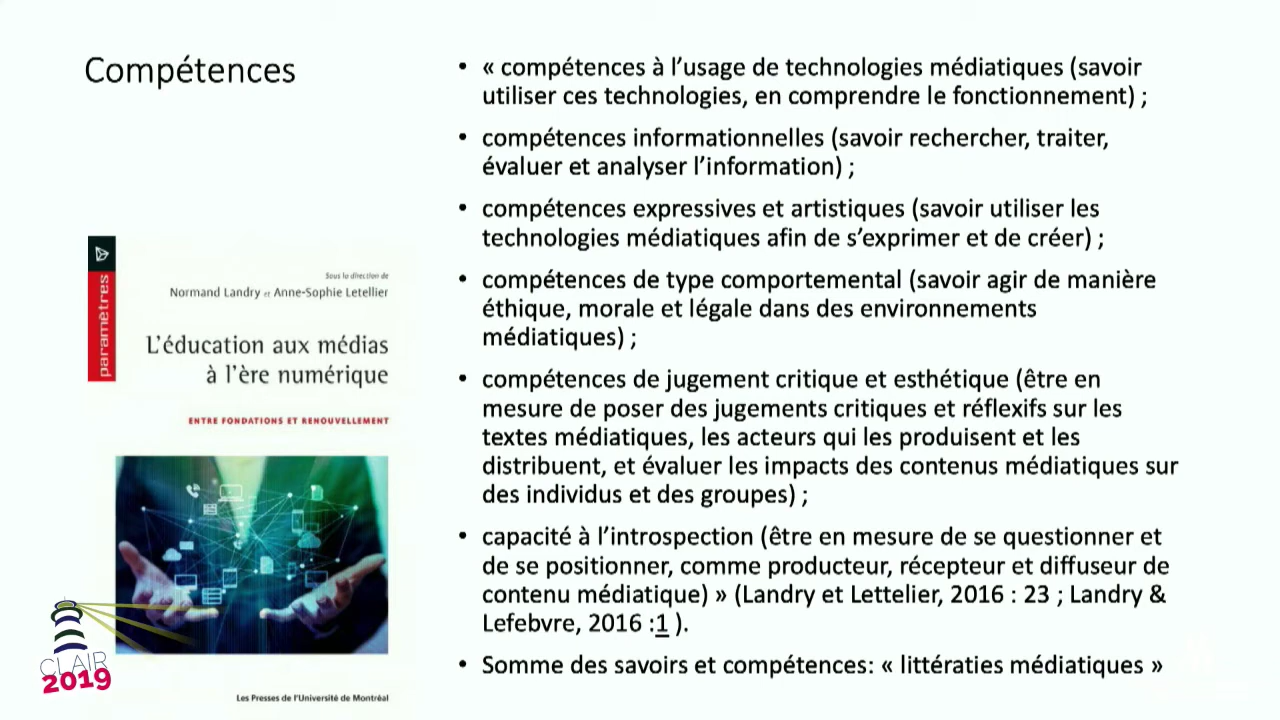 Compétences
• « compétences à l’usage de technologies médiatiques (savoir
utiliser ces technologies, en comprendre le fonctionnement) ;
• compétences informationnelles (savoir rechercher, traiter,
évaluer et analyser l’information) ;
• compétences expressives et artistiques (savoir utiliser les
technologies médiatiques afin de s’exprimer et de créer) ;
• compétences de type comportemental (savoir agir de manière
éthique, morale et légale dans des environnements
médiatiques) ;
• compétences de jugement critique et esthétique (être en
mesure de poser des jugements critiques et réflexifs sur les
textes médiatiques, les acteurs qui les produisent et les
distribuent, et évaluer les impacts des contenus médiatiques sur
des individus et des groupes) ;
• capacité à l’introspection (être en mesure de se questionner et
de se positionner, comme producteur, récepteur et diffuseur de
contenu médiatique) » (Landry et Lettelier, 2016 : 23 ; Landry &
Lefebvre, 2016 :1 ).
• Somme des savoirs et compétences: « littératies médiatiques »
paramètres
Sous la direction de
Normand Landry et Anne-Sophie Letellier
L’éducation aux médias
à l’ère numérique
ENTRE FONDATIONS ET RENOUVELLEMENT
Les Presses de l’Université de Montréal
CLAIR
2019